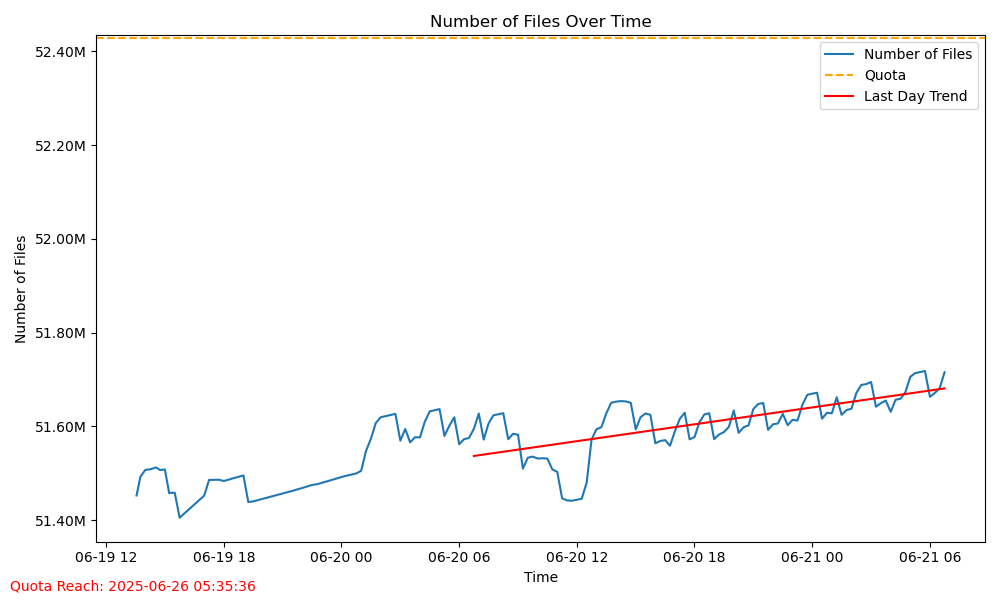 Number of Files Over Time
Number of Files
Quota
Last Day Trend
52.40M
52.20M
52.00M
51.80M
51.60M
51.40M
Number of Files
06-19 12
06-19 18
06-20 00
06-20 06
06-20 12
06-20 18
06-21 00
06-21 06
Time
Quota Reach: 2025-06-26 05:35:36